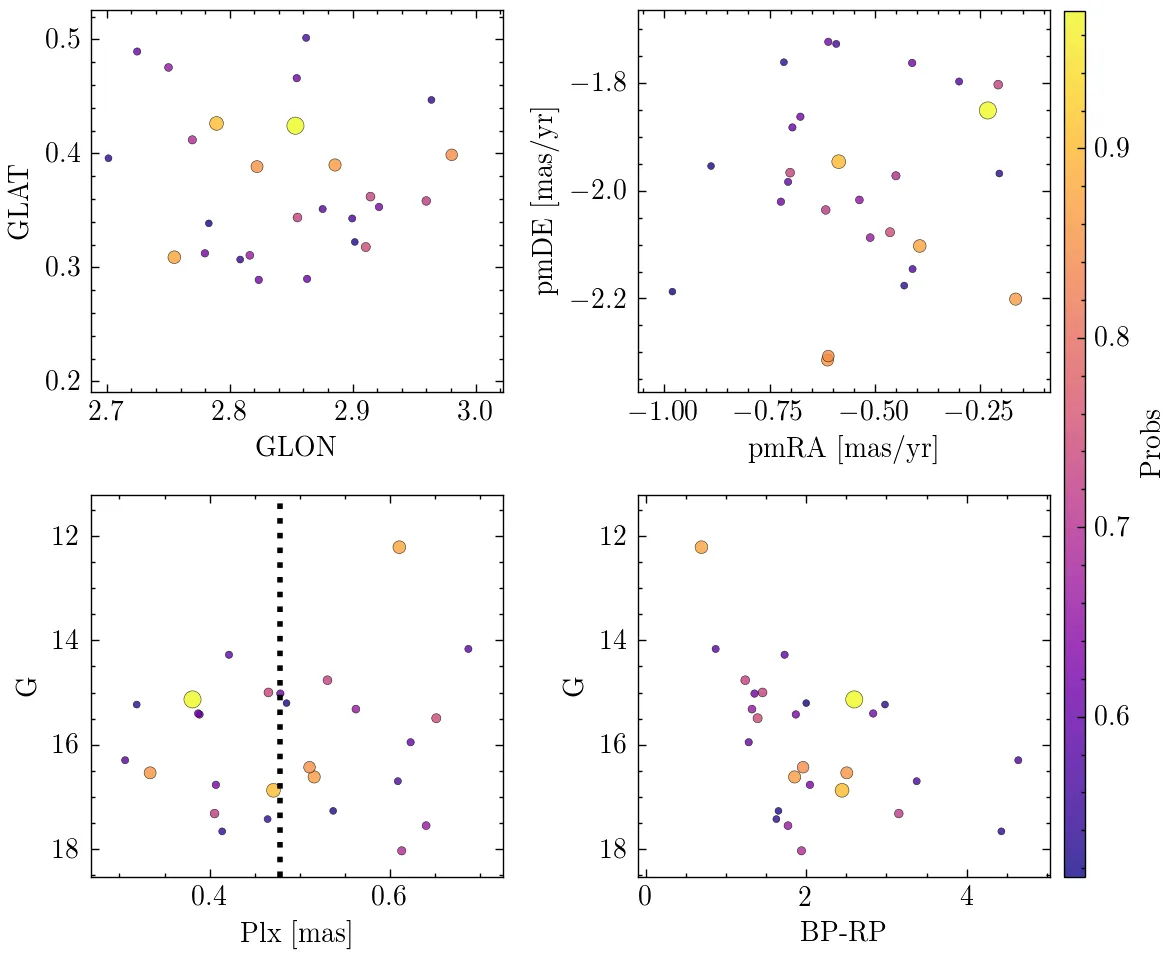 0.5
0.4
0.3
0.2
GLAT
2.7 2.8 2.9 3.0
GLON
−1.8
−2.0
−2.2
pmDE [mas/yr]
−1.00 −0.75 −0.50 −0.25
pmRA [mas/yr]
12
14
16
18
G
0.4 0.6
Plx [mas]
12
14
16
18
G
0 2 4
BP-RP
0.9
0.8
0.7
0.6
Probs